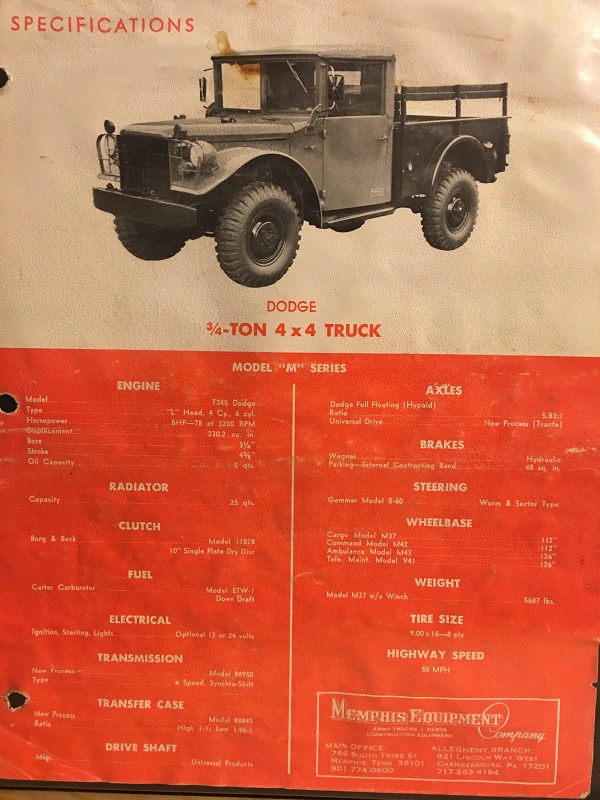 SPECIFICATIONS
DODGE
¾-TON 4 x 4 TRUCK
MODEL "M" SERIES
ENGINE
Model T245 Dodge
Type "L" Head, 4 Cy., 6 cyl.
Horsepower BHP—78 at 3200 RPM
Displacement 230.2 cu. in.
Bore 3¼"
Stroke 4⅝"
Oil Capacity 5 qts.
RADIATOR
Capacity 25 qts.
CLUTCH
Borg & Beck Model 11828
10" Single Plate Dry Disc
FUEL
Carter Carburetor Model ETW-1
Down Draft
ELECTRICAL
Ignition, Starting, Lights Optional 12 or 24 volts
TRANSMISSION
New Process Model 88950
Type 4 Speed, Synchro-Shift
TRANSFER CASE
New Process Model 88845
Ratio High 1:1; Low 1.96:1
DRIVE SHAFT
Mfgr. Universal Products
AXLES
Dodge Full Floating (Hypoid)
Ratio 5.83:1
Universal Drive New Process (Tracta)
BRAKES
Wagner Hydraulic
Parking—External Contracting Band 48 sq. in.
STEERING
Gemmer Model B-60 Worm & Sector Type
WHEELBASE
Cargo Model M37 112"
Command Model M42 112"
Ambulance Model M43 126"
Tele. Maint. Model V41 126"
WEIGHT
Model M37 w/o Winch 5687 lbs.
TIRE SIZE
9.00 x 16—8 ply
HIGHWAY SPEED
55 MPH
MEMPHIS EQUIPMENT Company
ARMY TRUCKS • PARTS
CONSTRUCTION EQUIPMENT
MAIN OFFICE:
766 SOUTH THIRD ST
MEMPHIS, TENN 38101
901-774-0600
ALLEGHENY BRANCH:
821 LINCOLN WAY WEST
CHAMBERSBURG, PA. 17201
717 263-4194